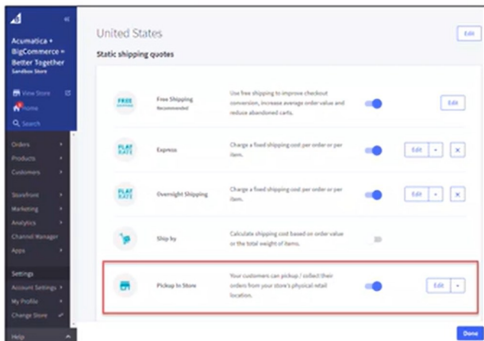 Acumatica +
BigCommerce =
Better Together
Sandbox Store
View Store
Home
Search
Orders
Products
Customers
Storefront
Marketing
Analytics
Channel Manager
Apps
Settings
Account Settings
My Profile
Change Store
Help
United States
Edit
Static shipping quotes
FREE
Free Shipping
Recommended
Use free shipping to improve checkout
conversion, increase average order value and
reduce abandoned carts.
Edit
FLAT
RATE
Express
Charge a fixed shipping cost per order or per
item.
Edit
FLAT
RATE
Overnight Shipping
Charge a fixed shipping cost per order or per
item.
Edit
Ship by
Calculate shipping cost based on order value
or the total weight of items.
Pickup In Store
Your customers can pickup / collect their
orders from your store's physical retail
location.
Edit
Done